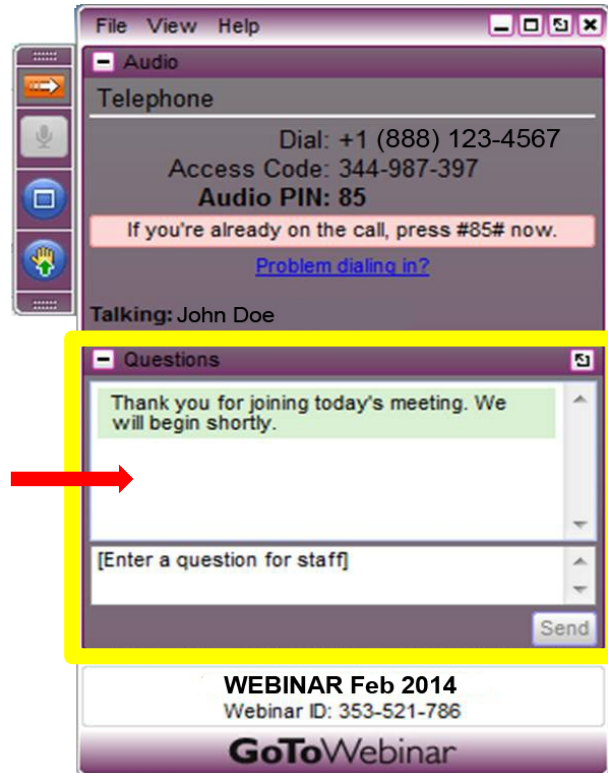 File View Help
Audio
Telephone
Dial: +1 (888) 123-4567
Access Code: 344-987-397
Audio PIN: 85
If you're already on the call, press #85# now.
Problem dialing in?
Talking: John Doe
Questions
Thank you for joining today's meeting. We
will begin shortly.
[Enter a question for staff]
Send
WEBINAR Feb 2014
Webinar ID: 353-521-786
GoToWebinar